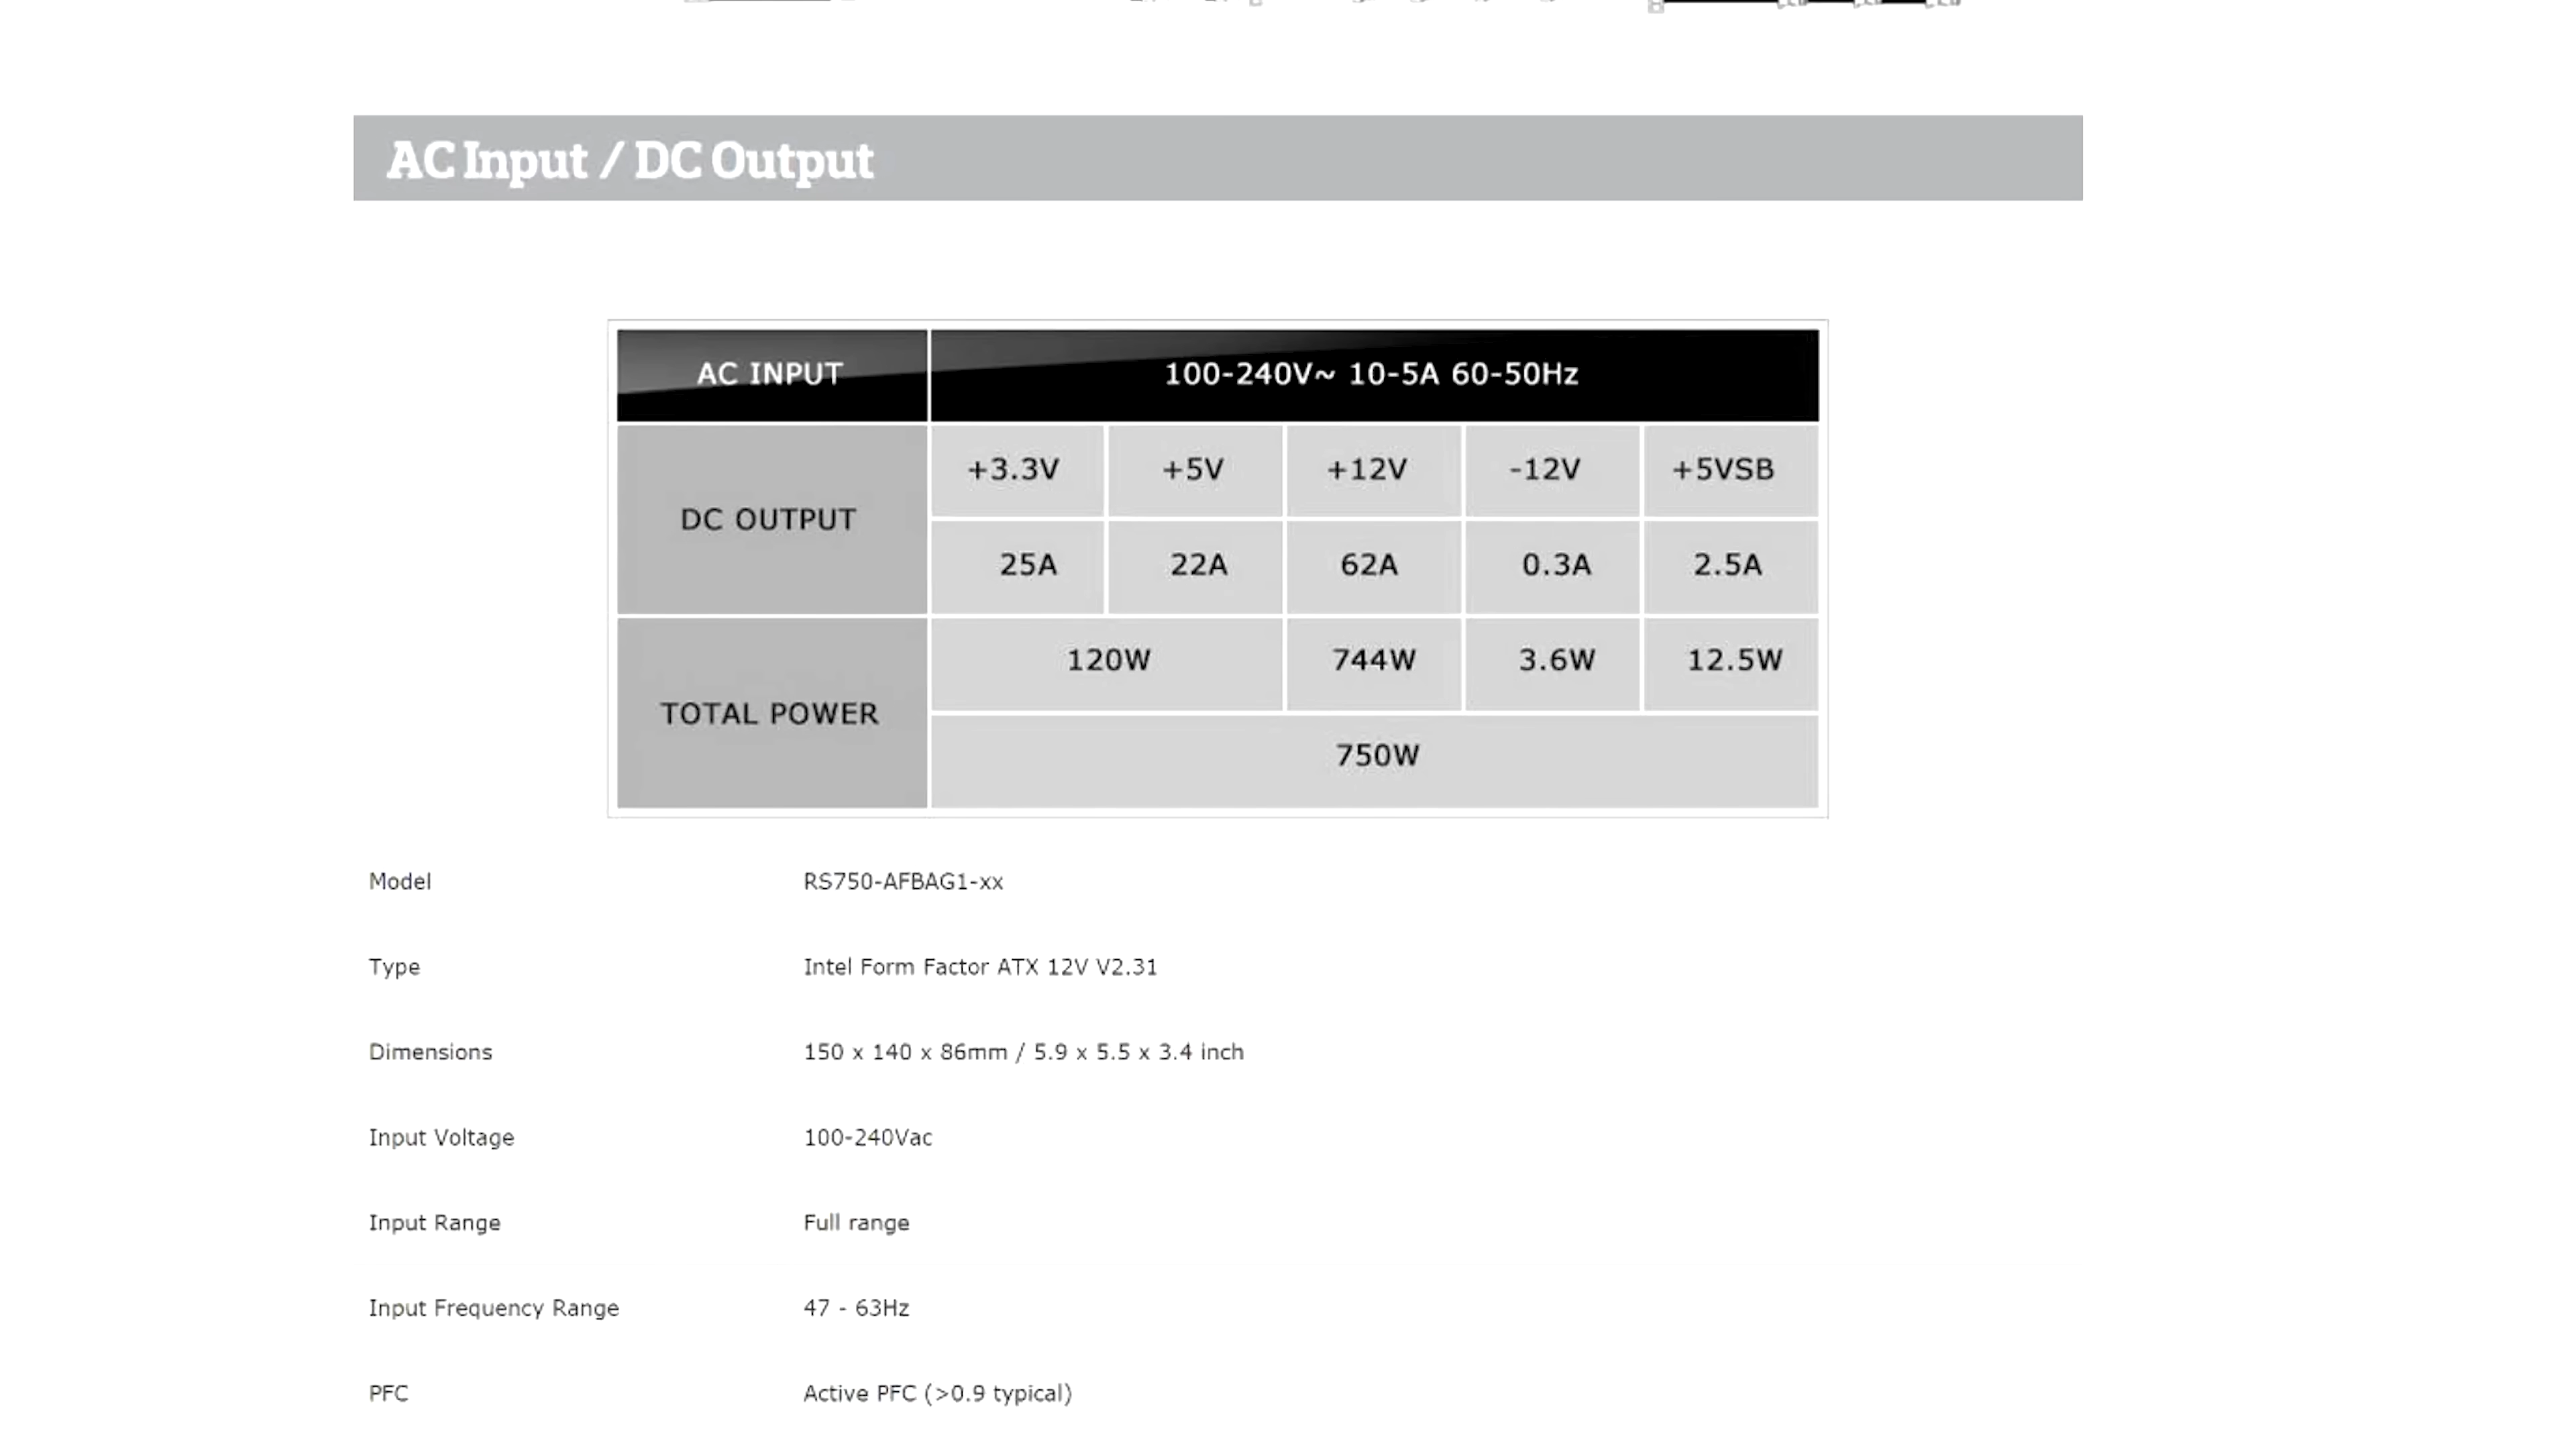 AC Input / DC Output
AC INPUT 100-240V~ 10-5A 60-50Hz
DC OUTPUT
+3.3V +5V +12V -12V +5VSB
25A 22A 62A 0.3A 2.5A
TOTAL POWER
120W 744W 3.6W 12.5W
750W
Model RS750-AFBAG1-xx
Type Intel Form Factor ATX 12V V2.31
Dimensions 150 x 140 x 86mm / 5.9 x 5.5 x 3.4 inch
Input Voltage 100-240Vac
Input Range Full range
Input Frequency Range 47 - 63Hz
PFC Active PFC (>0.9 typical)